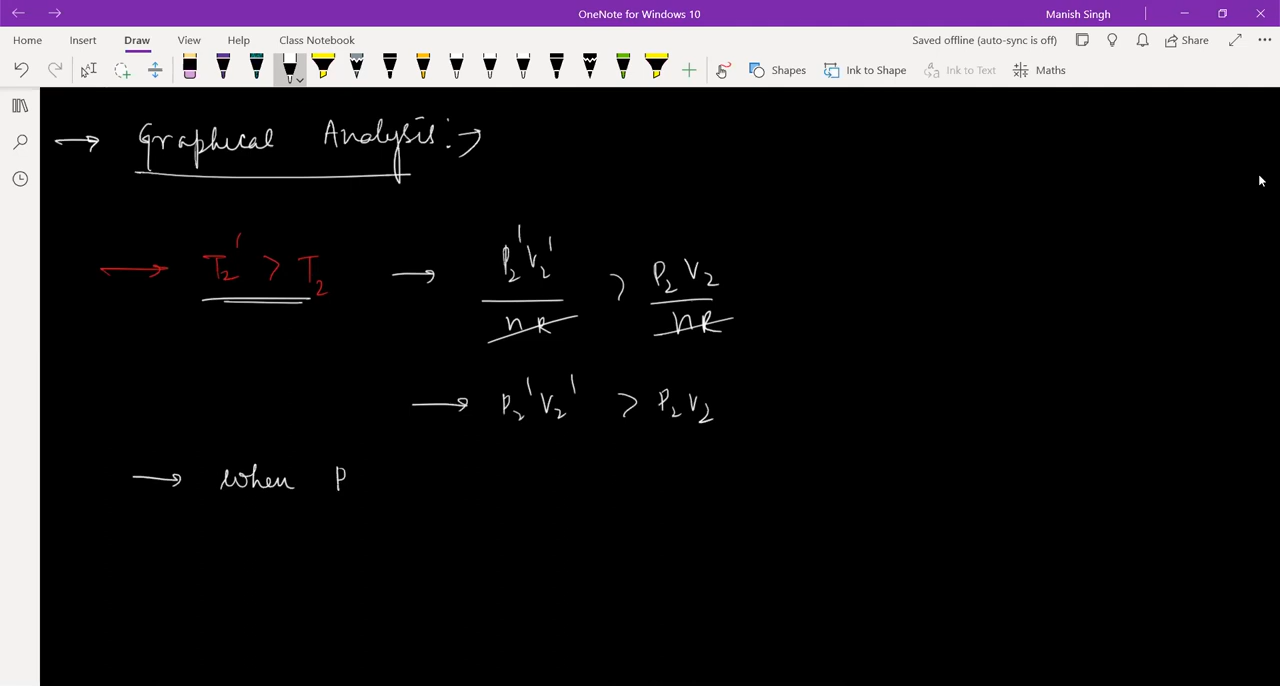 OneNote for Windows 10
Manish Singh
Home Insert Draw View Help Class Notebook
Saved offline (auto-sync is off) Share
Shapes Ink to Shape Ink to Text Maths
→ Graphical Analysis:→
→ T₂' > T₂ → P₂'V₂'/nR > P₂V₂/nR
→ P₂'V₂' > P₂V₂
→ when P